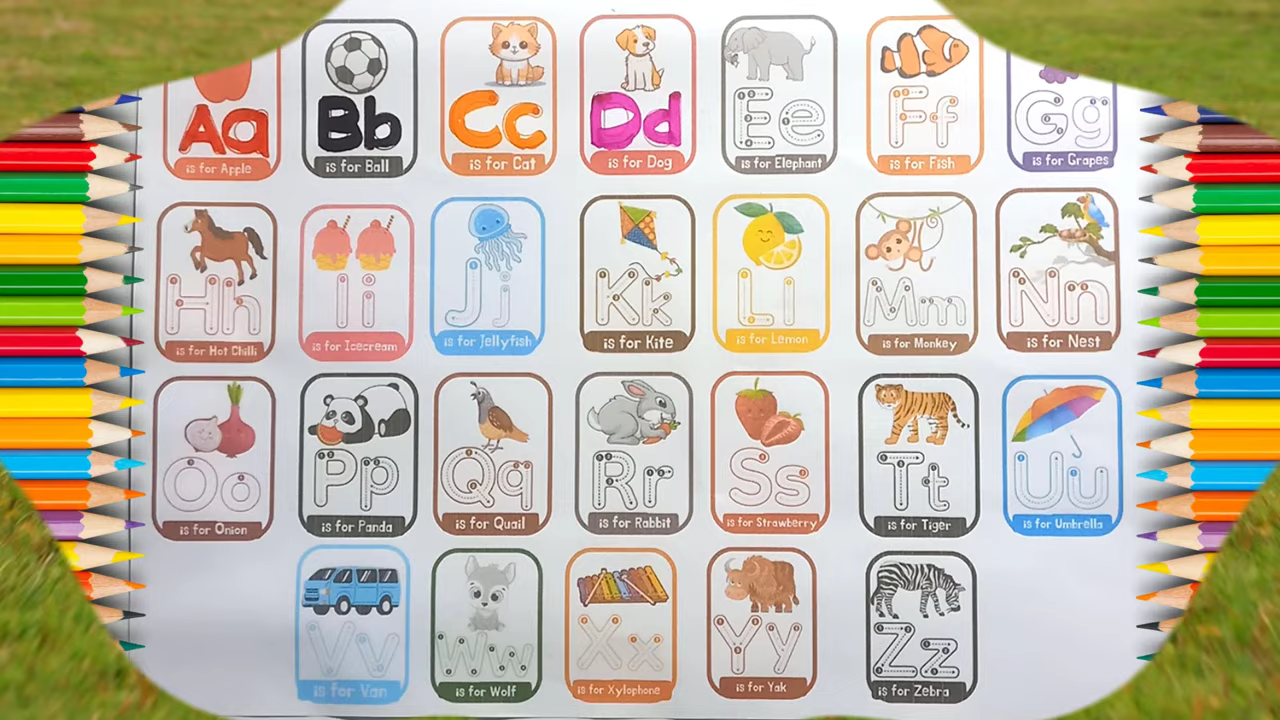 Aa
is for Apple
Bb
is for Ball
Cc
is for Cat
Dd
is for Dog
Ee
is for Elephant
Ff
is for Fish
Gg
is for Grapes
Hh
is for Hot Chilli
Ii
is for Icecream
Jj
is for Jellyfish
Kk
is for Kite
Ll
is for Lemon
Mm
is for Monkey
Nn
is for Nest
Oo
is for Onion
Pp
is for Panda
Qq
is for Quail
Rr
is for Rabbit
Ss
is for Strawberry
Tt
is for Tiger
Uu
is for Umbrella
Vv
is for Van
Ww
is for Wolf
Xx
is for Xylophone
Yy
is for Yak
Zz
is for Zebra